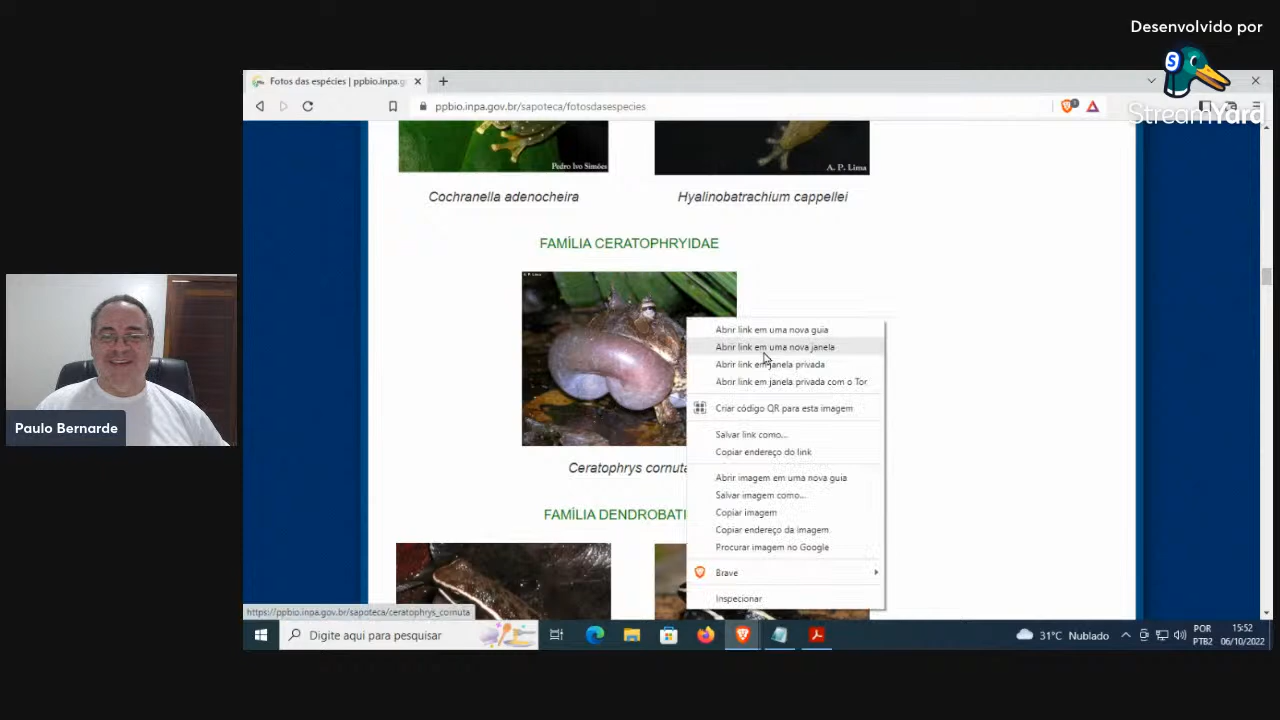 Desenvolvido por
StreamYard
Fotos das espécies | ppbio.inpa.g
ppbio.inpa.gov.br/sapoteca/fotosdasespecies
Pedro Ivo Simões
A. P. Lima
Cochranella adenocheira
Hyalinobatrachium cappellei
FAMÍLIA CERATOPHRYIDAE
Abrir link em uma nova guia
Abrir link em uma nova janela
Abrir link em janela privada
Abrir link em janela privada com o Tor
Criar código QR para esta imagem
Salvar link como...
Copiar endereço do link
Abrir imagem em uma nova guia
Salvar imagem como...
Copiar imagem
Copiar endereço da imagem
Procurar imagem no Google
Brave
Inspecionar
Ceratophrys cornuta
FAMÍLIA DENDROBATI
Paulo Bernarde
https://ppbio.inpa.gov.br/sapoteca/ceratophrys_cornuta
Digite aqui para pesquisar
31°C Nublado
POR
PTB2
15:52
06/10/2022